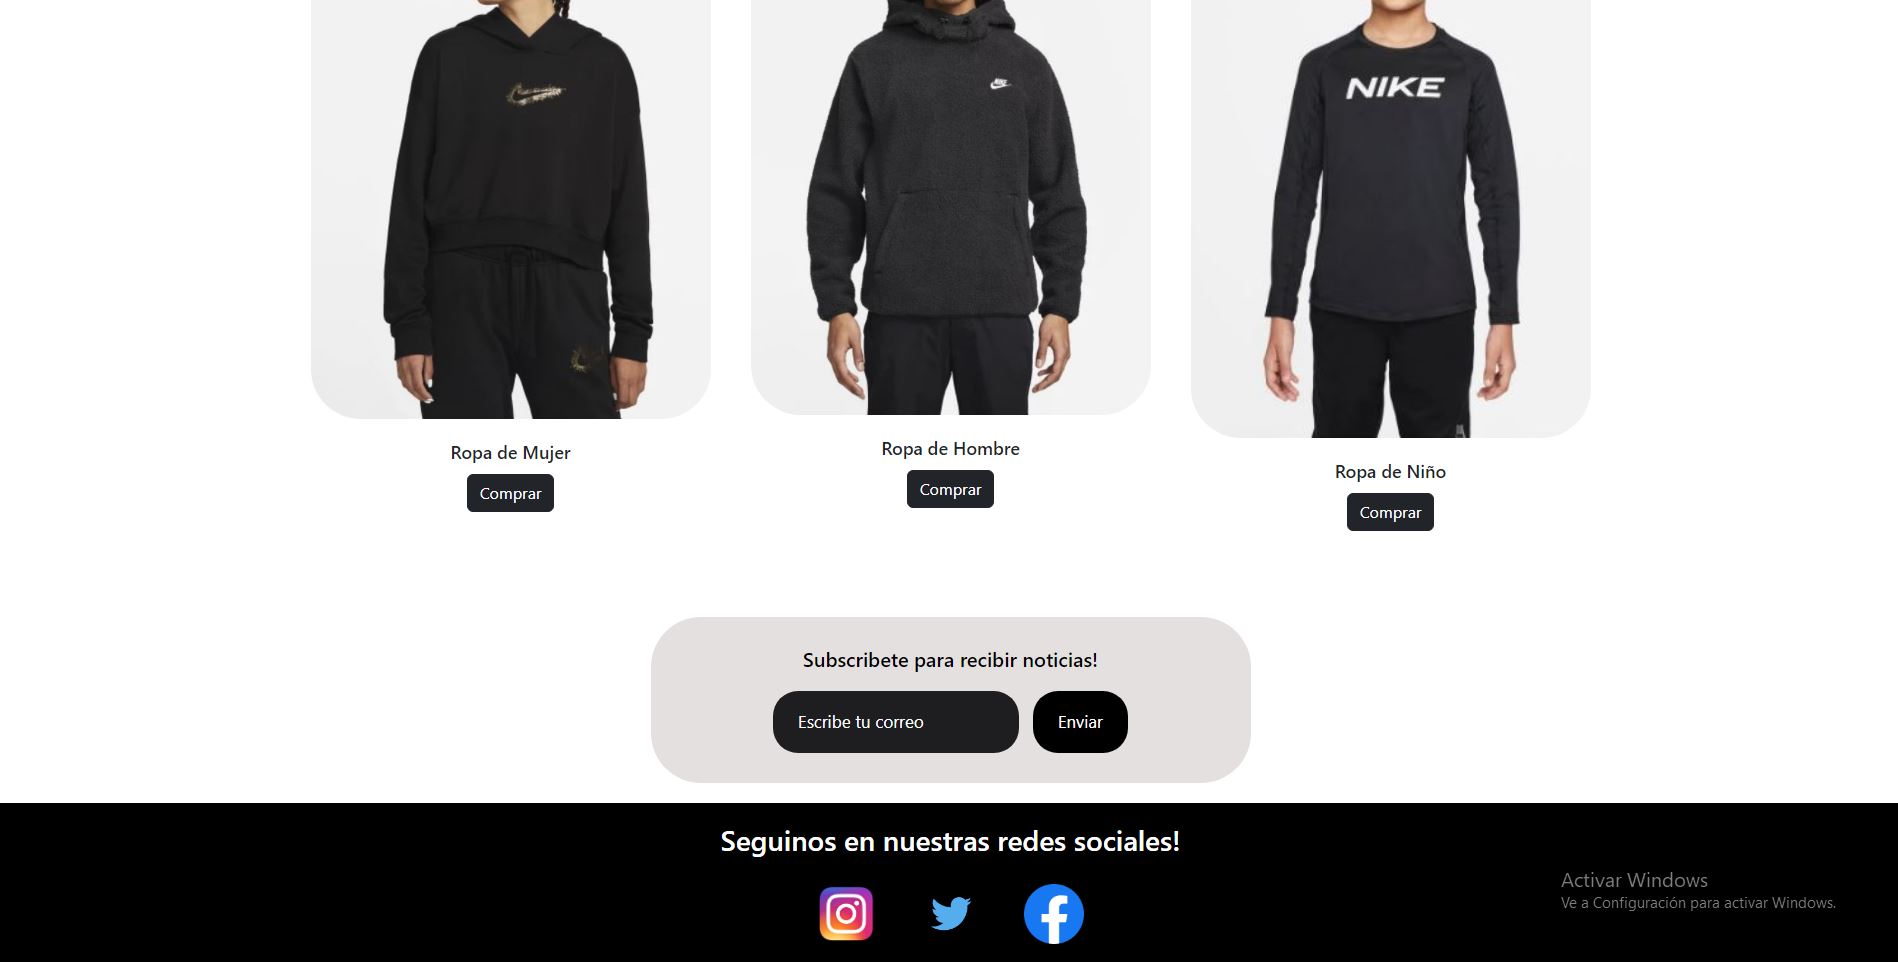 NIKE
Ropa de Mujer
Comprar
Ropa de Hombre
Comprar
Ropa de Niño
Comprar
Subscribete para recibir noticias!
Escribe tu correo
Enviar
Seguinos en nuestras redes sociales!
Activar Windows
Ve a Configuración para activar Windows.